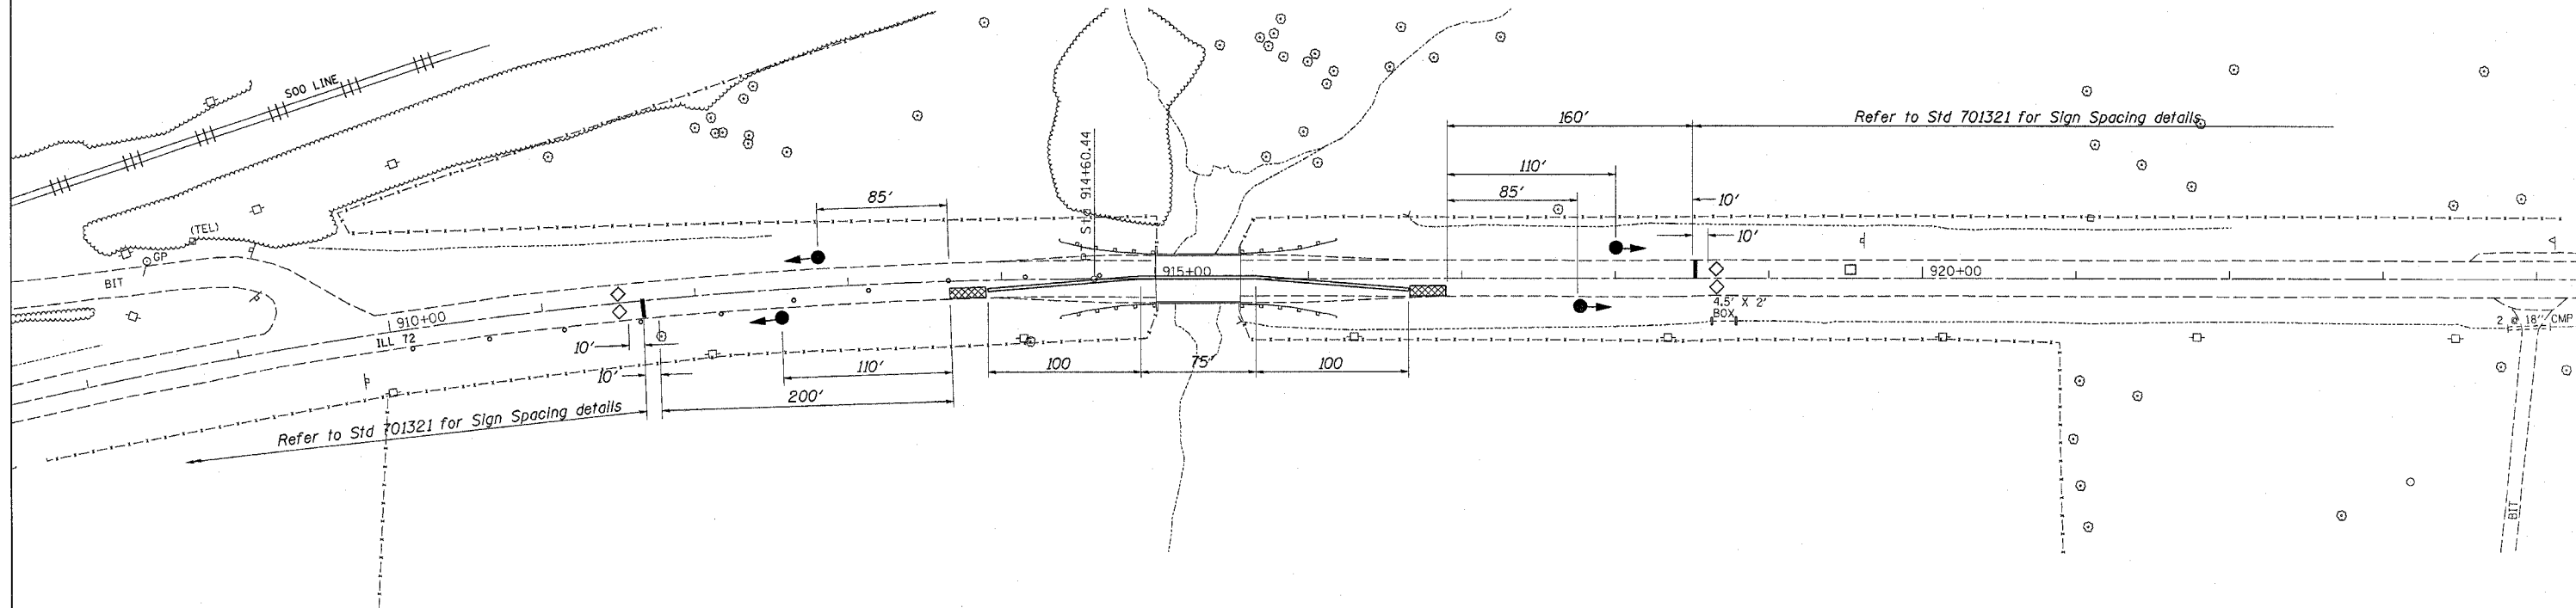 SOO LINE
(TEL)
GP
BIT
910+00
ILL 72
85'
Sta 914+60.44
915+00
160'
Refer to Std 701321 for Sign Spacing details
110'
85'
10'
10'
920+00
4.5' X 2'
BOX
2 @ 18" CMP
BIT
10'
10'
110'
200'
100
75'
100
Refer to Std 701321 for Sign Spacing details